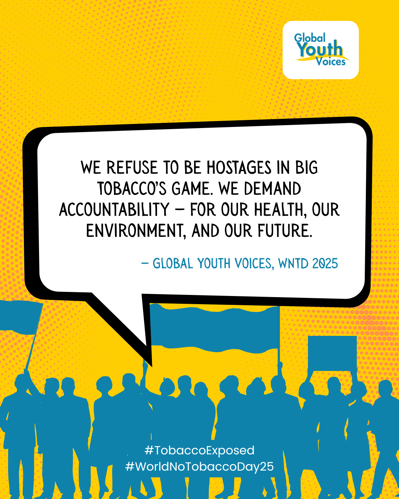 Global
Youth
Voices
WE REFUSE TO BE HOSTAGES IN BIG
TOBACCO'S GAME. WE DEMAND
ACCOUNTABILITY – FOR OUR HEALTH, OUR
ENVIRONMENT, AND OUR FUTURE.
– GLOBAL YOUTH VOICES, WNTD 2025
#TobaccoExposed
#WorldNoTobaccoDay25